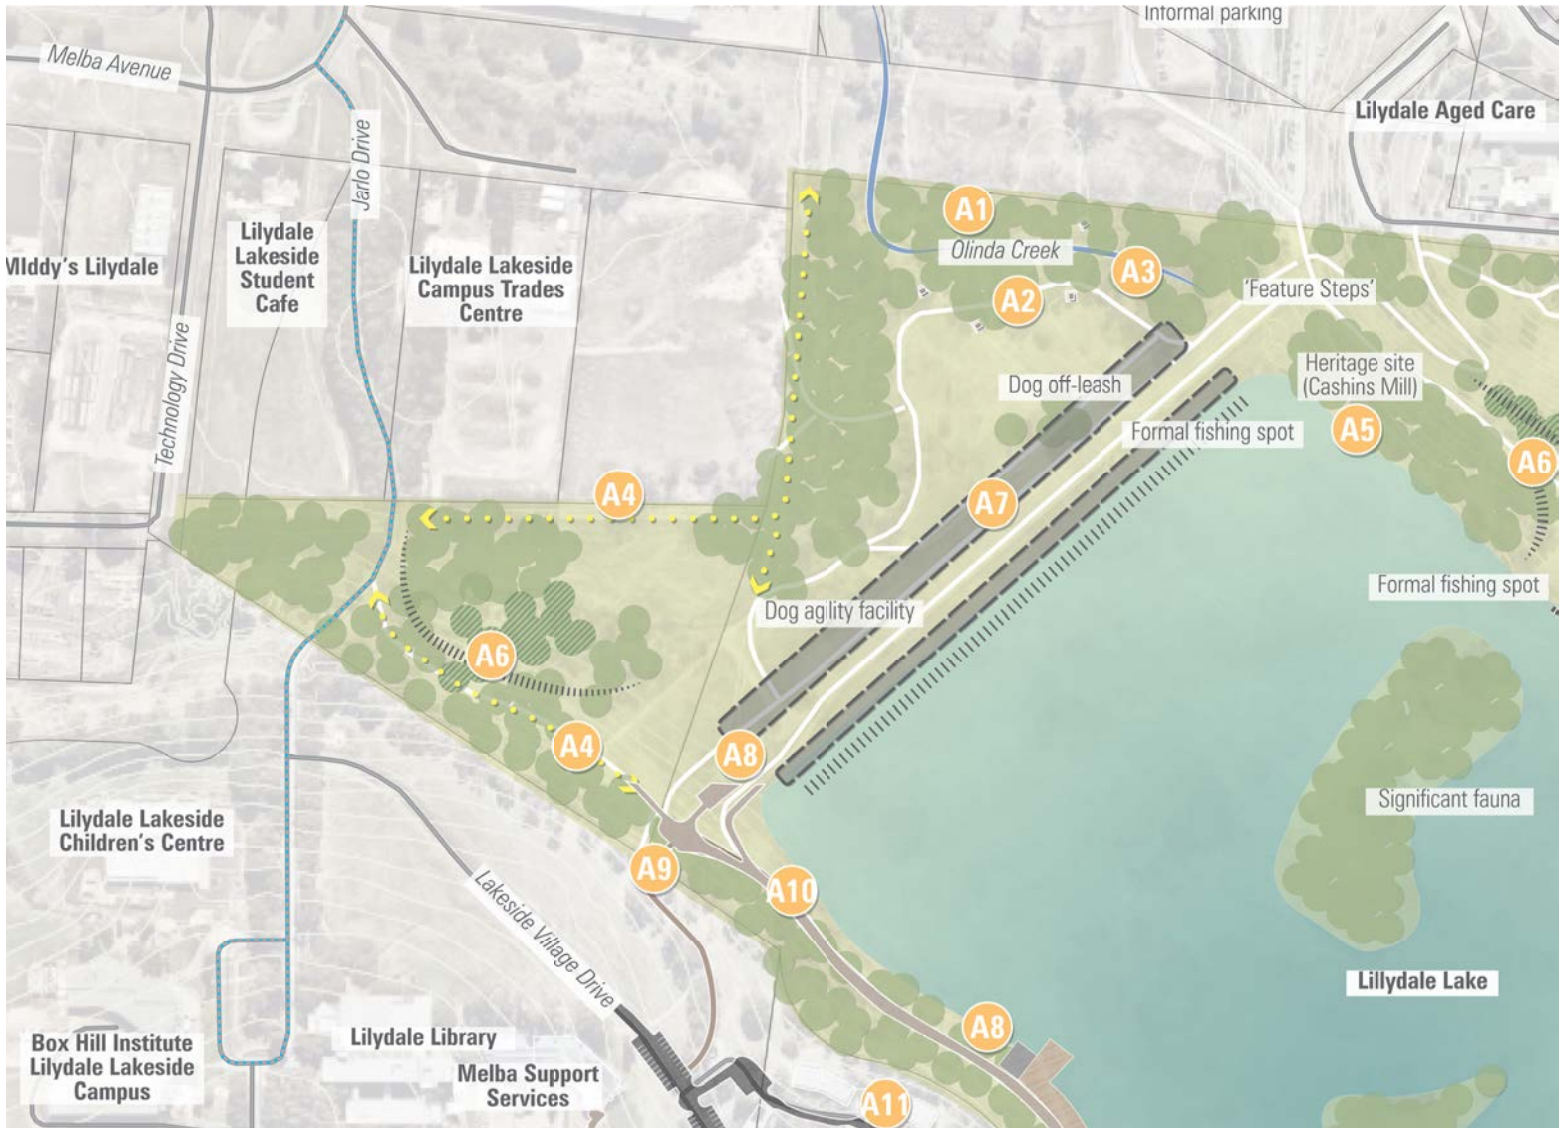 Informal parking
Melba Avenue
Lilydale Aged Care
Jarlo Drive
A1
Lilydale
Lakeside
Student
Cafe
Olinda Creek
MIddy's Lilydale
Lilydale Lakeside
Campus Trades
Centre
A3
A2
'Feature Steps'
Technology Drive
Heritage site
(Cashins Mill)
Dog off-leash
A5
Formal fishing spot
A6
A4
A7
Formal fishing spot
Dog agility facility
A6
A4
A8
Significant fauna
Lilydale Lakeside
Children's Centre
A9
A10
Lakeside Village Drive
Lillydale Lake
A8
Lilydale Library
Box Hill Institute
Lilydale Lakeside
Campus
Melba Support
Services
A11